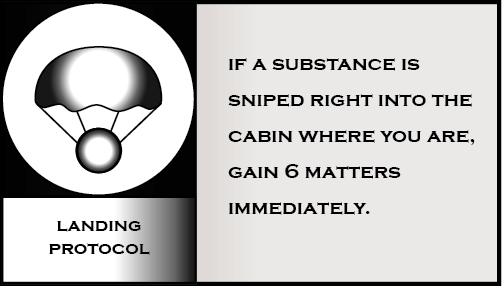 LANDING
PROTOCOL
IF A SUBSTANCE IS
SNIPED RIGHT INTO THE
CABIN WHERE YOU ARE,
GAIN 6 MATTERS
IMMEDIATELY.